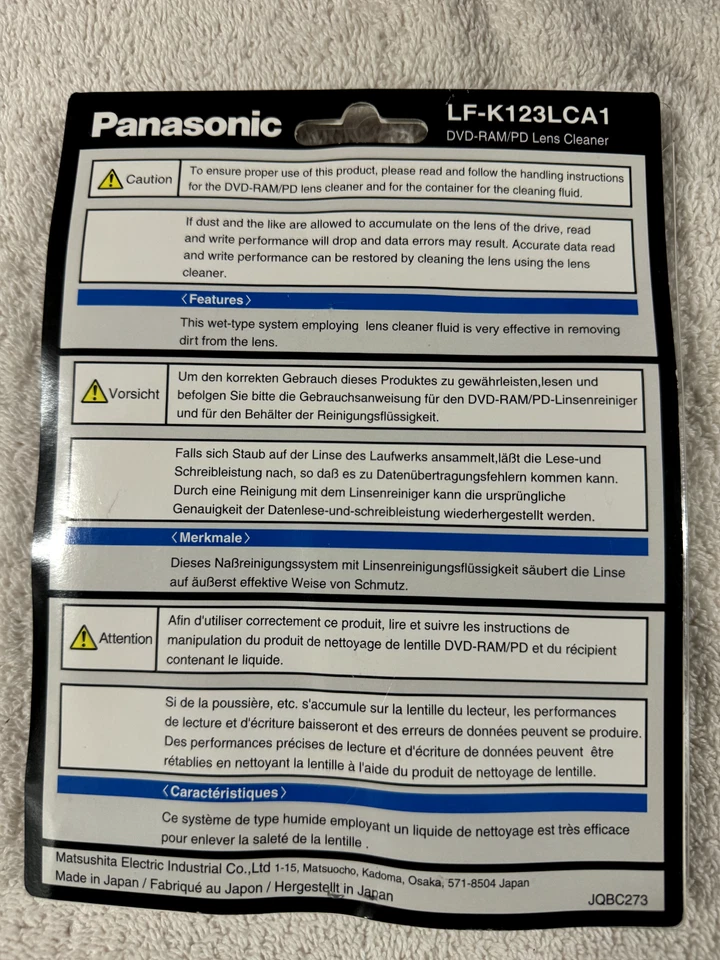 Panasonic
LF-K123LCA1
DVD-RAM/PD Lens Cleaner
Caution
To ensure proper use of this product, please read and follow the handling instructions
for the DVD-RAM/PD lens cleaner and for the container for the cleaning fluid.
If dust and the like are allowed to accumulate on the lens of the drive, read
and write performance will drop and data errors may result. Accurate data read
and write performance can be restored by cleaning the lens using the lens
cleaner.
〈Features〉
This wet-type system employing lens cleaner fluid is very effective in removing
dirt from the lens.
Vorsicht
Um den korrekten Gebrauch dieses Produktes zu gewährleisten,lesen und
befolgen Sie bitte die Gebrauchsanweisung für den DVD-RAM/PD-Linsenreiniger
und für den Behälter der Reinigungsflüssigkeit.
Falls sich Staub auf der Linse des Laufwerks ansammelt,läßt die Lese-und
Schreibleistung nach, so daß es zu Datenübertragungsfehlern kommen kann.
Durch eine Reinigung mit dem Linsenreiniger kann die ursprüngliche
Genauigkeit der Datenlese-und-schreibleistung wiederhergestellt werden.
〈Merkmale〉
Dieses Naßreinigungssystem mit Linsenreinigungsflüssigkeit säubert die Linse
auf äußerst effektive Weise von Schmutz.
Attention
Afin d'utiliser correctement ce produit, lire et suivre les instructions de
manipulation du produit de nettoyage de lentille DVD-RAM/PD et du récipient
contenant le liquide.
Si de la poussière, etc. s'accumule sur la lentille du lecteur, les performances
de lecture et d'écriture baisseront et des erreurs de données peuvent se produire.
Des performances précises de lecture et d'écriture de données peuvent être
rétablies en nettoyant la lentille à l'aide du produit de nettoyage de lentille.
〈Caractéristiques〉
Ce système de type humide employant un liquide de nettoyage est très efficace
pour enlever la saleté de la lentille .
Matsushita Electric Industrial Co.,Ltd 1-15, Matsuocho, Kadoma, Osaka, 571-8504 Japan
Made in Japan / Fabriqué au Japon / Hergestellt in Japan
JQBC273